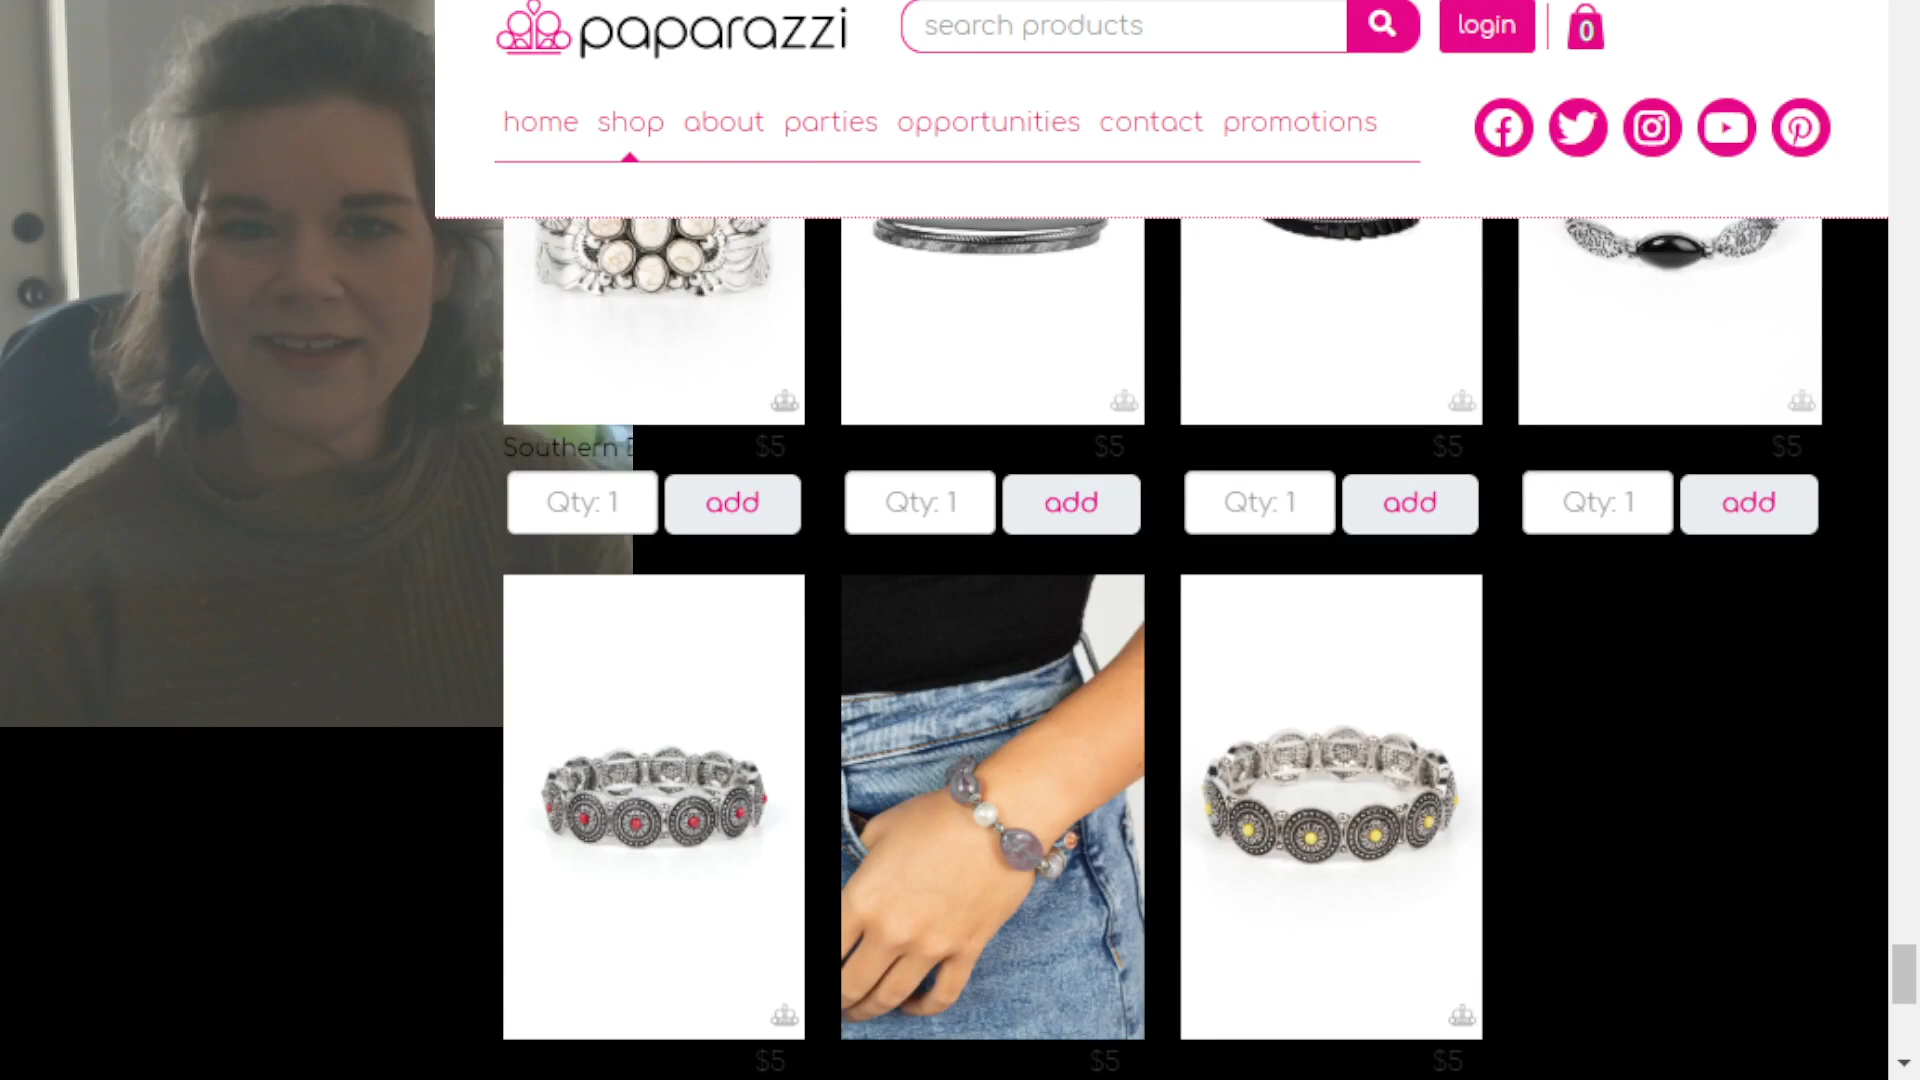 paparazzi
search products
login
0
home shop about parties opportunities contact promotions
Southern
$5
$5
$5
$5
Qty: 1 add
Qty: 1 add
Qty: 1 add
Qty: 1 add
$5
$5
$5